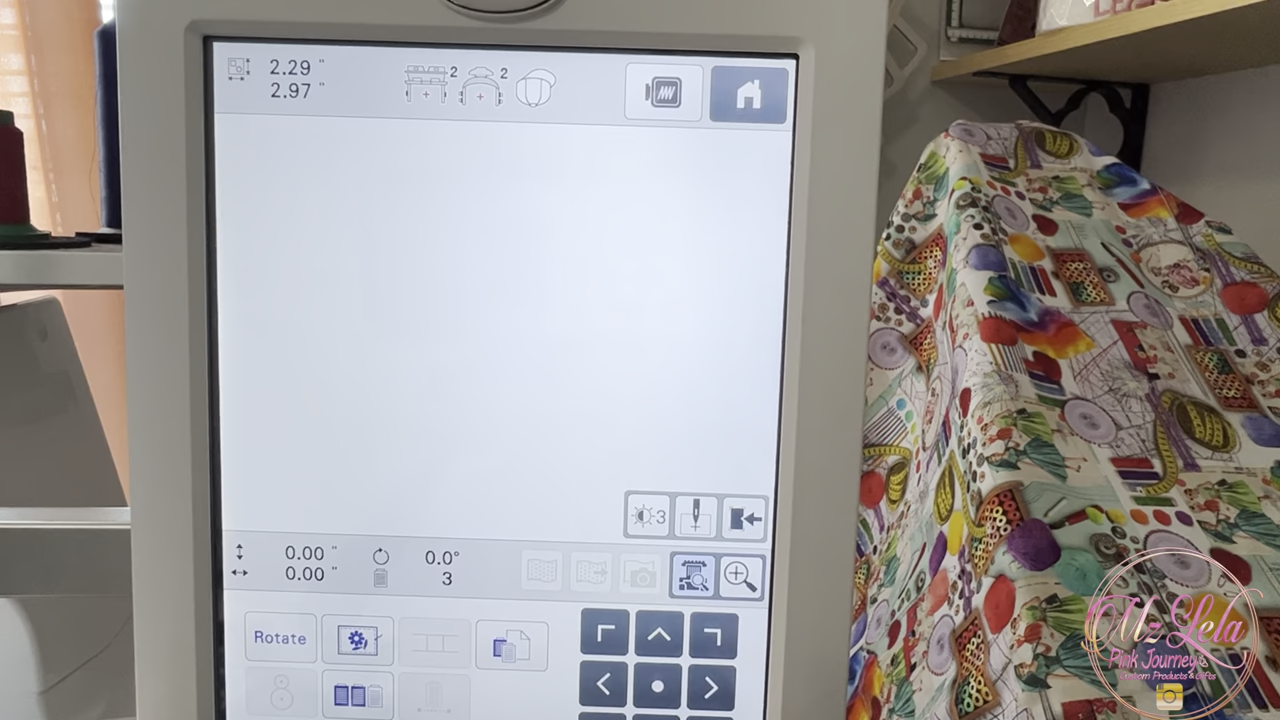 2.29 "
2.97 "
2
2
3
0.00 "
0.0°
0.00 "
3
Rotate
Mz Lela
Pink Journey
Custom Products & Gifts